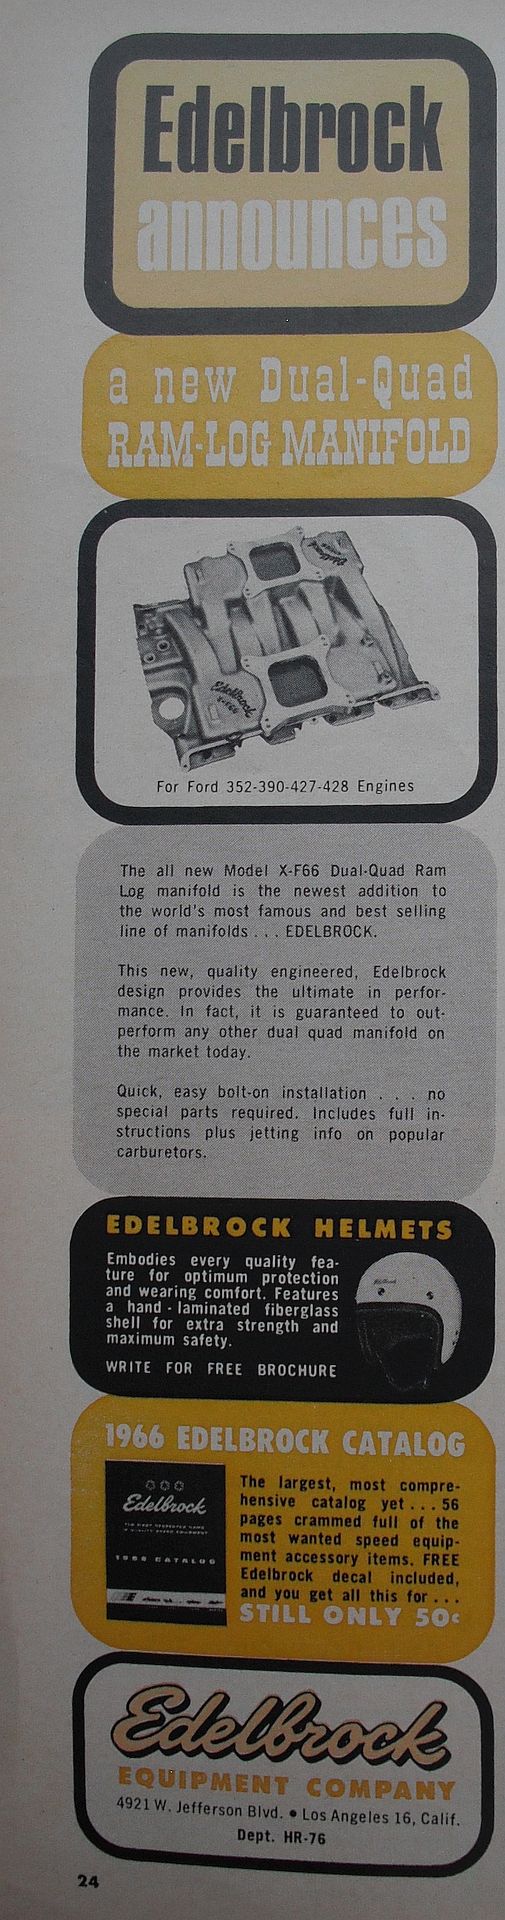 Edelbrock
announces
a new Dual-Quad
RAM-LOG MANIFOLD
Edelbrock
Edelbrock
X-F66
For Ford 352-390-427-428 Engines
The all new Model X-F66 Dual-Quad Ram
Log manifold is the newest addition to
the world's most famous and best selling
line of manifolds . . . EDELBROCK.
This new, quality engineered, Edelbrock
design provides the ultimate in perfor-
mance. In fact, it is guaranteed to out-
perform any other dual quad manifold on
the market today.
Quick, easy bolt-on installation . . . no
special parts required. Includes full in-
structions plus jetting info on popular
carburetors.
EDELBROCK HELMETS
Embodies every quality fea-
ture for optimum protection
and wearing comfort. Features
a hand-laminated fiberglass
shell for extra strength and
maximum safety.
WRITE FOR FREE BROCHURE
1966 EDELBROCK CATALOG
Edelbrock
1966 CATALOG
The largest, most compre-
hensive catalog yet . . . 56
pages crammed full of the
most wanted speed equip-
ment accessory items. FREE
Edelbrock decal included,
and you get all this for . . .
STILL ONLY 50¢
Edelbrock
EQUIPMENT COMPANY
4921 W. Jefferson Blvd. • Los Angeles 16, Calif.
Dept. HR-76
24